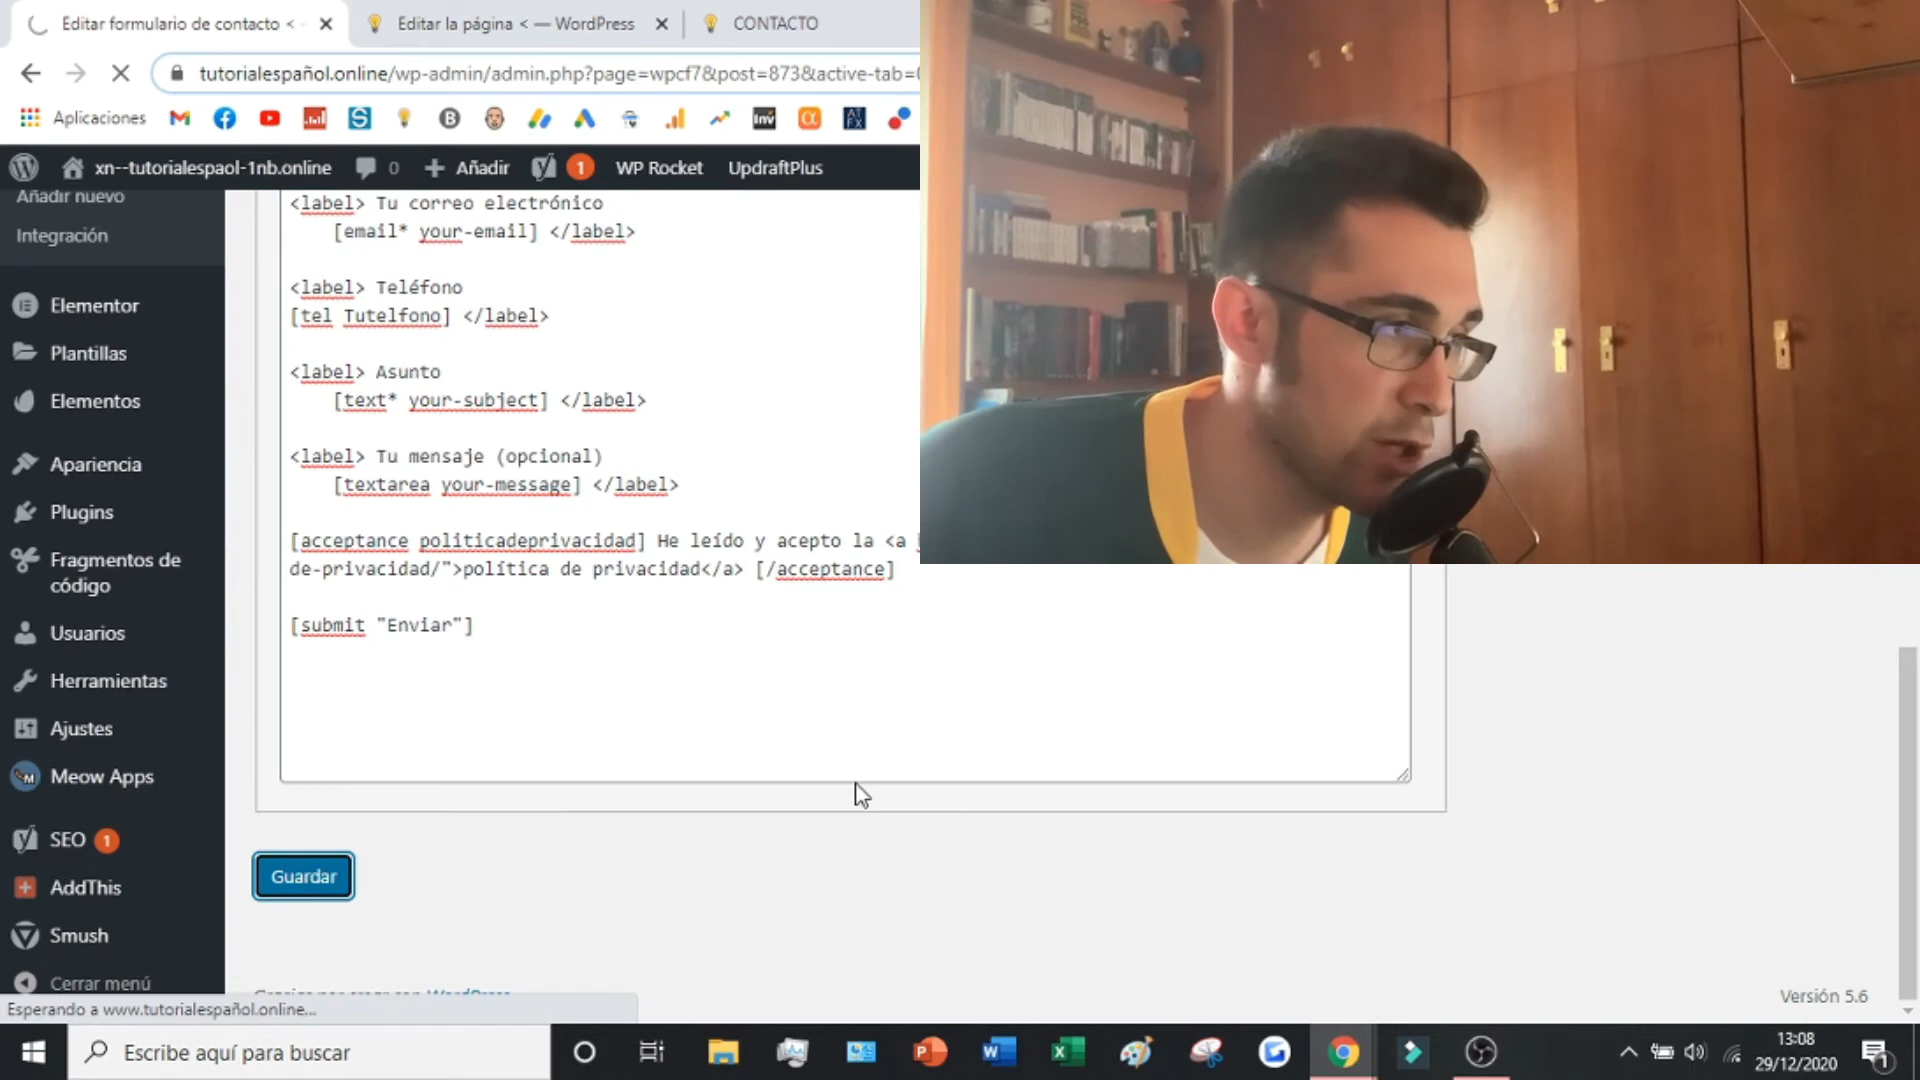 Editar formulario de contacto < -
Editar la página < — WordPress
CONTACTO
tutorialespañol.online/wp-admin/admin.php?page=wpcf7&post=873&active-tab=
Aplicaciones
Inv
xn--tutorialespaol-1nb.online
0
Añadir
1
WP Rocket
UpdraftPlus
Añadir nuevo
Integración
Elementor
Plantillas
Elementos
Apariencia
Plugins
Fragmentos de
código
Usuarios
Herramientas
Ajustes
Meow Apps
SEO 1
AddThis
Smush
Cerrar menú
<label> Tu correo electrónico
[email* your-email] </label>
<label> Teléfono
[tel Tutelfono] </label>
<label> Asunto
[text* your-subject] </label>
<label> Tu mensaje (opcional)
[textarea your-message] </label>
[acceptance politicadeprivacidad] He leído y acepto la <a
de-privacidad/">política de privacidad</a> [/acceptance]
[submit "Enviar"]
Guardar
WordPress
Versión 5.6
Esperando a www.tutorialespañol.online...
Escribe aquí para buscar
13:08
29/12/2020
1